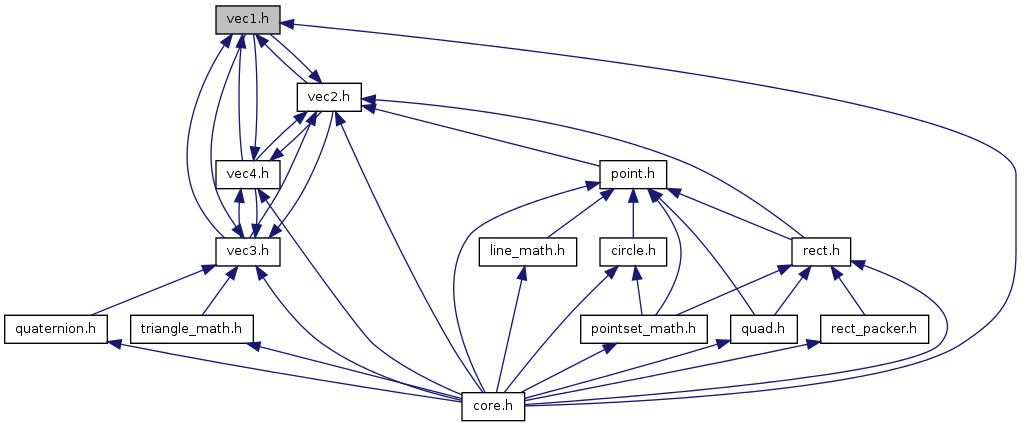 vec1.h
vec2.h
vec4.h
point.h
vec3.h
line_math.h
circle.h
rect.h
quaternion.h
triangle_math.h
pointset_math.h
quad.h
rect_packer.h
core.h